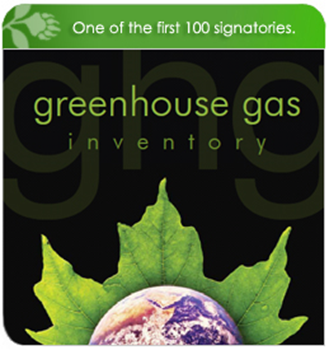 One of the first 100 signatories.
ghg
greenhouse gas
inventory